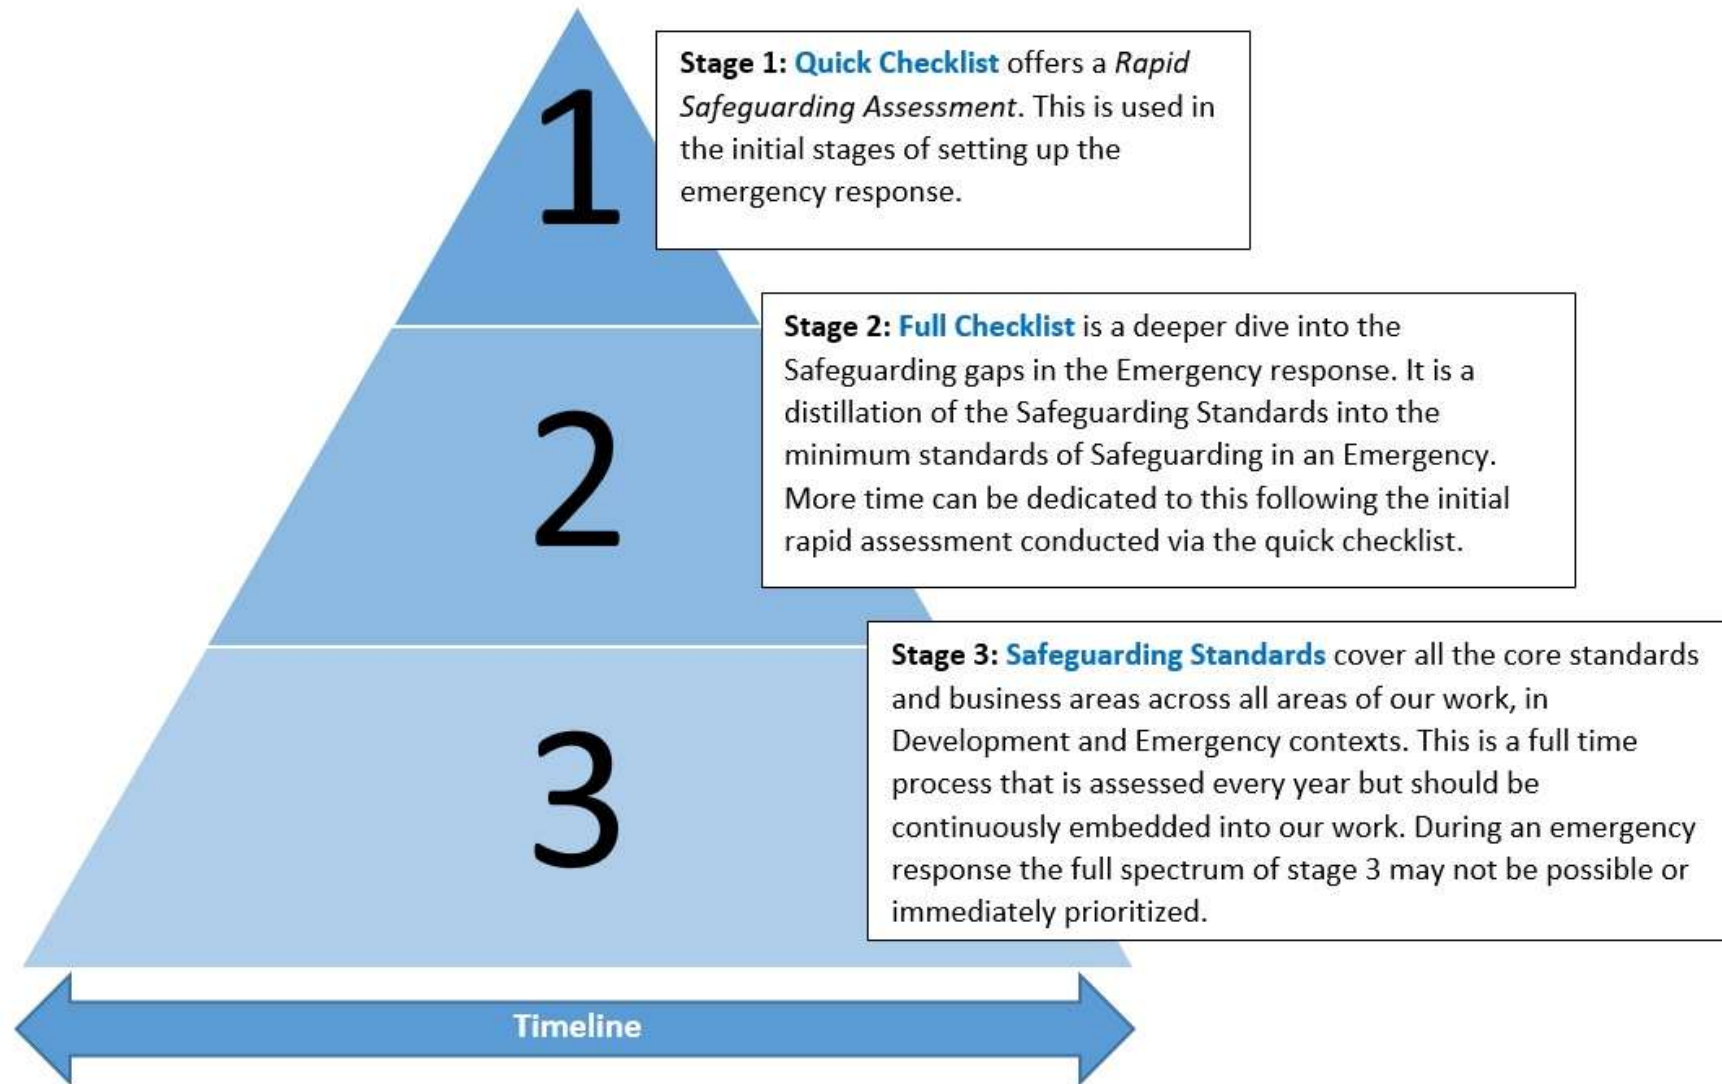 1
Stage 1: Quick Checklist offers a Rapid
Safeguarding Assessment. This is used in
the initial stages of setting up the
emergency response.
2
Stage 2: Full Checklist is a deeper dive into the
Safeguarding gaps in the Emergency response. It is a
distillation of the Safeguarding Standards into the
minimum standards of Safeguarding in an Emergency.
More time can be dedicated to this following the initial
rapid assessment conducted via the quick checklist.
3
Stage 3: Safeguarding Standards cover all the core standards
and business areas across all areas of our work, in
Development and Emergency contexts. This is a full time
process that is assessed every year but should be
continuously embedded into our work. During an emergency
response the full spectrum of stage 3 may not be possible or
immediately prioritized.
Timeline